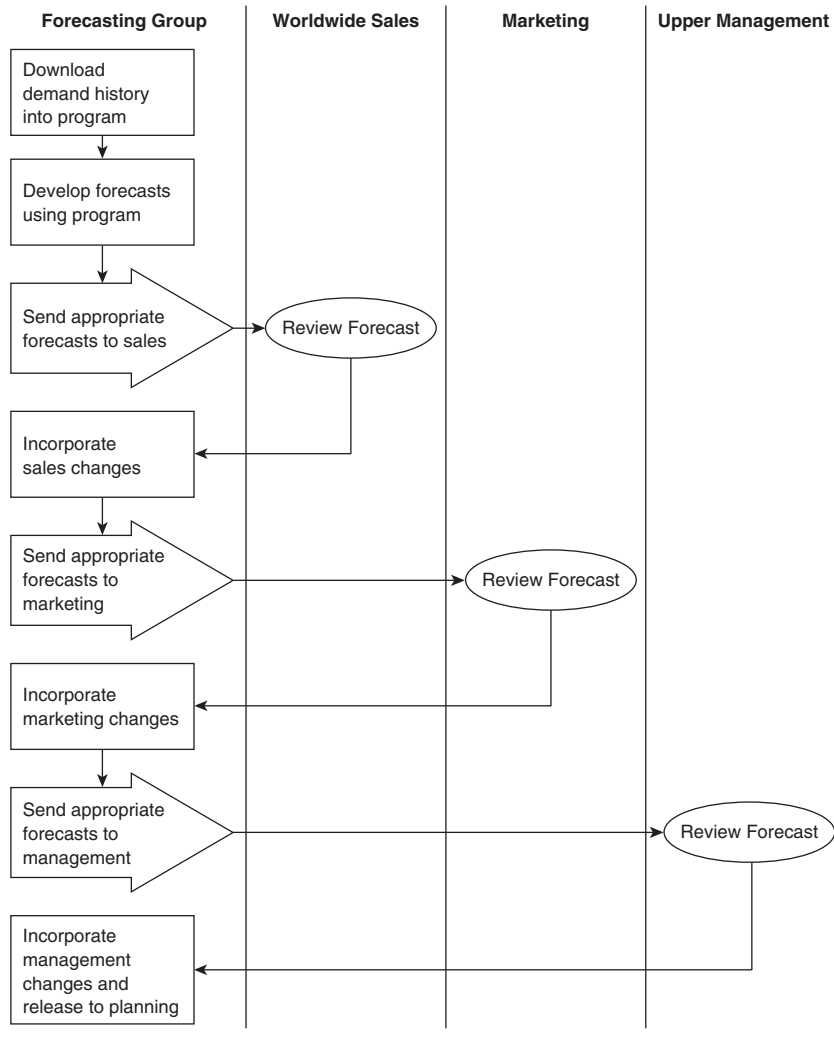 Forecasting Group
Worldwide Sales
Marketing
Upper Management
Download
demand history
into program
Develop forecasts
using program
Send appropriate
forecasts to sales
Review Forecast
Incorporate
sales changes
Send appropriate
forecasts to
marketing
Review Forecast
Incorporate
marketing changes
Send appropriate
forecasts to
management
Review Forecast
Incorporate
management
changes and
release to planning